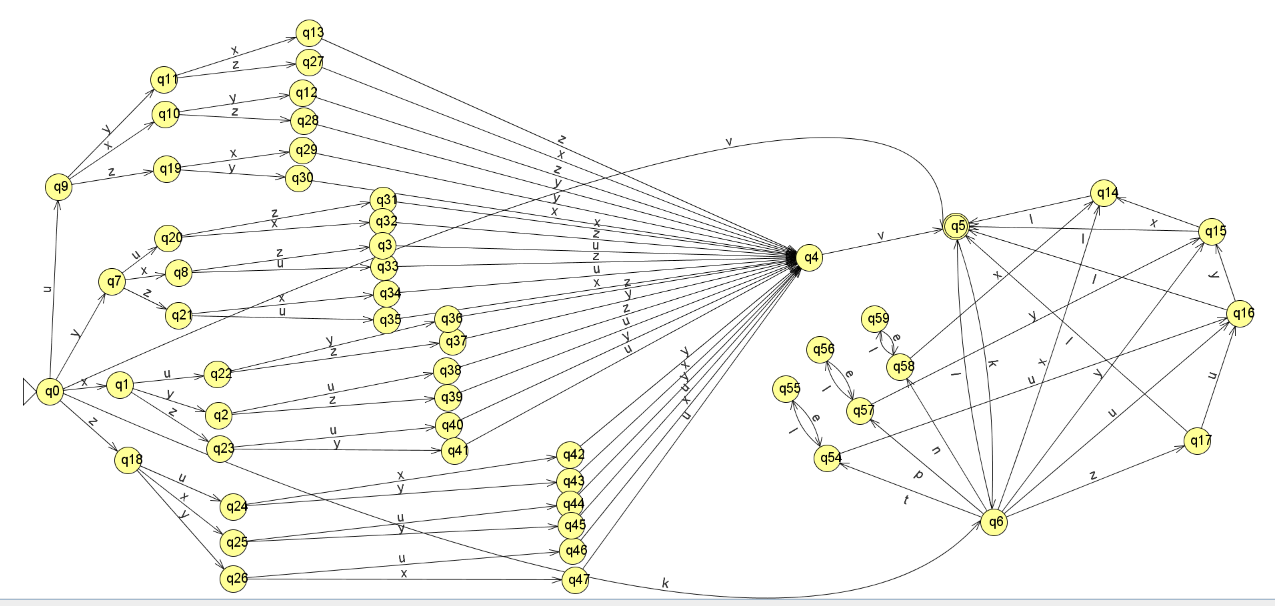 q13
x
q27
z
q11
q12
y
q10
z
q28
y
x
q29
x
q19
z
y
q30
q9
z
x
z
y
y
x
v
q31
z
x
q32
q20
q3
z
u
q33
q8
u
x
z
q7
x
q34
u
q21
q35
x
z
u
z
u
x
q4
v
q5
q14
l
x
q15
l
l
y
q16
u
y
q36
y
z
q37
q22
z
y
z
u
y
u
u
q38
z
q39
q0
x
q1
u
y
z
q2
u
q40
y
q41
q23
z
q18
u
x
y
x
q42
y
q43
q24
u
q44
y
q45
q25
u
q46
x
q47
q26
y
x
y
u
x
u
k
q59
e
l
q58
q56
e
l
q57
q55
e
l
q54
x
y
u
l
k
x
y
u
l
u
q17
n
p
t
z
q6